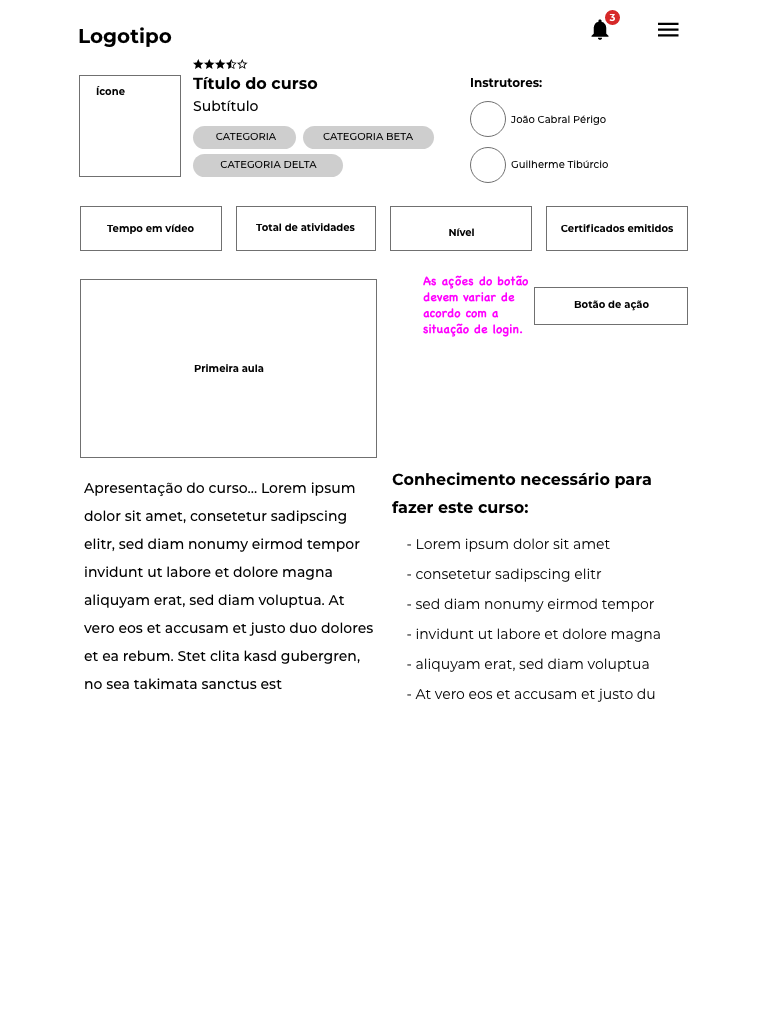 Logotipo
3
Ícone
Título do curso
Subtítulo
CATEGORIA
CATEGORIA BETA
CATEGORIA DELTA
Instrutores:
João Cabral Périgo
Guilherme Tibúrcio
Tempo em vídeo
Total de atividades
Nível
Certificados emitidos
As ações do botão
devem variar de
acordo com a
situação de login.
Botão de ação
Primeira aula
Apresentação do curso... Lorem ipsum
dolor sit amet, consetetur sadipscing
elitr, sed diam nonumy eirmod tempor
invidunt ut labore et dolore magna
aliquyam erat, sed diam voluptua. At
vero eos et accusam et justo duo dolores
et ea rebum. Stet clita kasd gubergren,
no sea takimata sanctus est
Conhecimento necessário para
fazer este curso:
- Lorem ipsum dolor sit amet
- consetetur sadipscing elitr
- sed diam nonumy eirmod tempor
- invidunt ut labore et dolore magna
- aliquyam erat, sed diam voluptua
- At vero eos et accusam et justo du